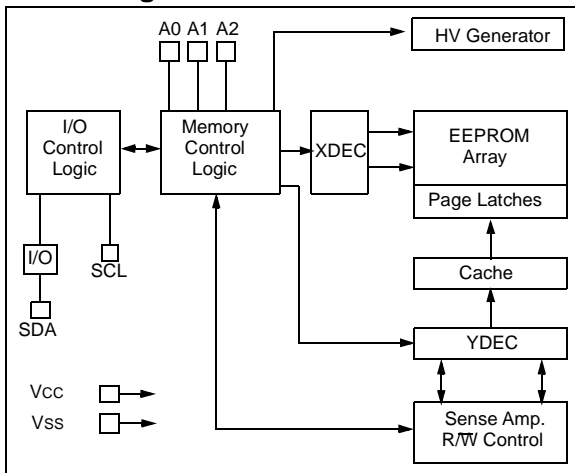 A0 A1 A2
HV Generator
I/O
Control
Logic
Memory
Control
Logic
XDEC
EEPROM
Array
Page Latches
I/O
SCL
SDA
Cache
YDEC
VCC
VSS
Sense Amp.
R/W Control